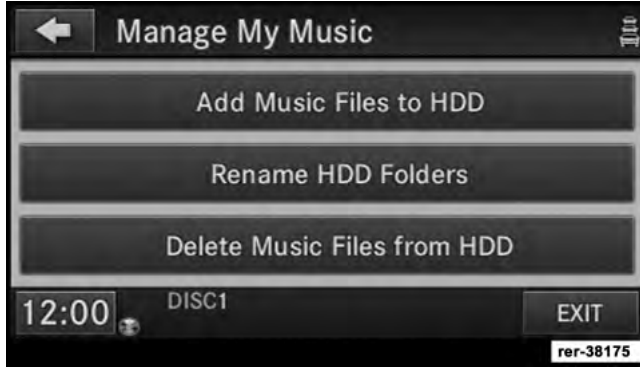 Manage My Music
Add Music Files to HDD
Rename HDD Folders
Delete Music Files from HDD
12:00
DISC1
EXIT
rer-38175